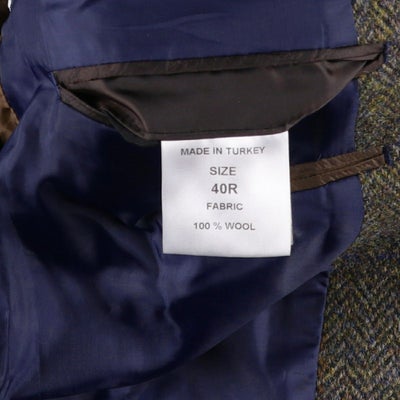 MADE IN TURKEY
SIZE
40R
FABRIC
100 % WOOL